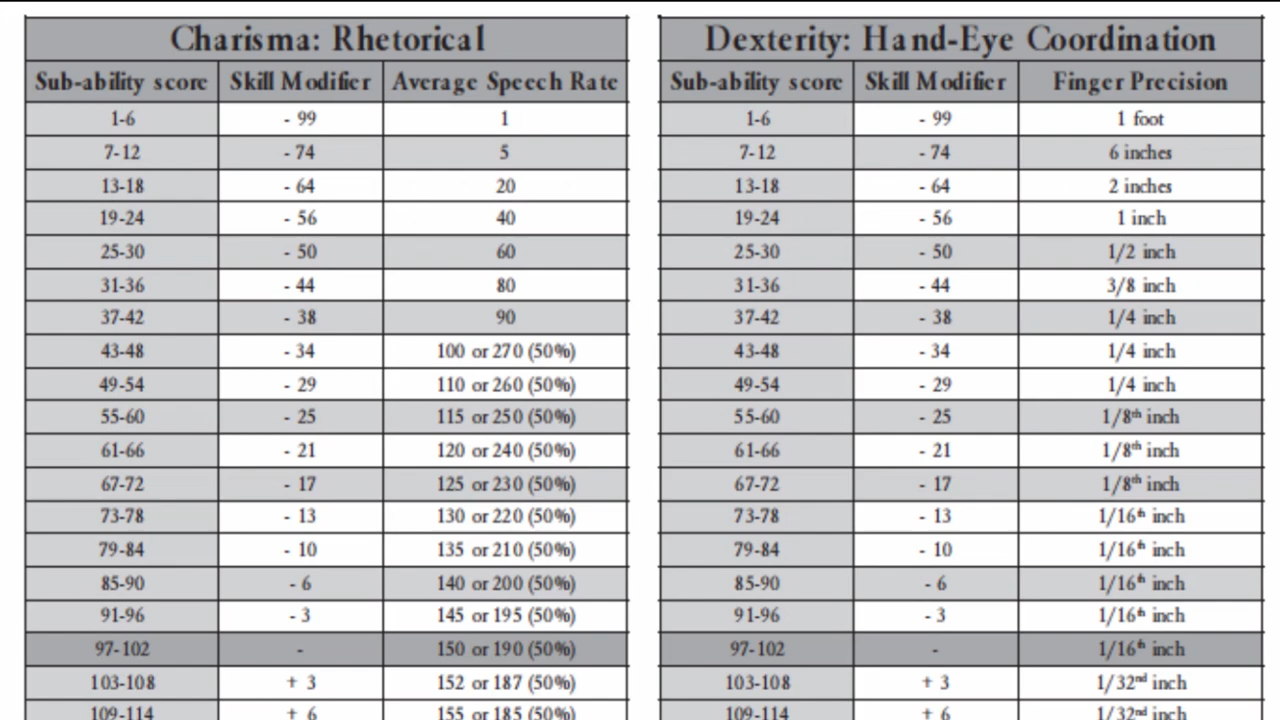 Charisma: Rhetorical
Sub-ability score Skill Modifier Average Speech Rate
1-6 - 99 1
7-12 - 74 5
13-18 - 64 20
19-24 - 56 40
25-30 - 50 60
31-36 - 44 80
37-42 - 38 90
43-48 - 34 100 or 270 (50%)
49-54 - 29 110 or 260 (50%)
55-60 - 25 115 or 250 (50%)
61-66 - 21 120 or 240 (50%)
67-72 - 17 125 or 230 (50%)
73-78 - 13 130 or 220 (50%)
79-84 - 10 135 or 210 (50%)
85-90 - 6 140 or 200 (50%)
91-96 - 3 145 or 195 (50%)
97-102 - 150 or 190 (50%)
103-108 + 3 152 or 187 (50%)
109-114 + 6 155 or 185 (50%)
Dexterity: Hand-Eye Coordination
Sub-ability score Skill Modifier Finger Precision
1-6 - 99 1 foot
7-12 - 74 6 inches
13-18 - 64 2 inches
19-24 - 56 1 inch
25-30 - 50 1/2 inch
31-36 - 44 3/8 inch
37-42 - 38 1/4 inch
43-48 - 34 1/4 inch
49-54 - 29 1/4 inch
55-60 - 25 1/8th inch
61-66 - 21 1/8th inch
67-72 - 17 1/8th inch
73-78 - 13 1/16th inch
79-84 - 10 1/16th inch
85-90 - 6 1/16th inch
91-96 - 3 1/16th inch
97-102 - 1/16th inch
103-108 + 3 1/32nd inch
109-114 + 6 1/32nd inch